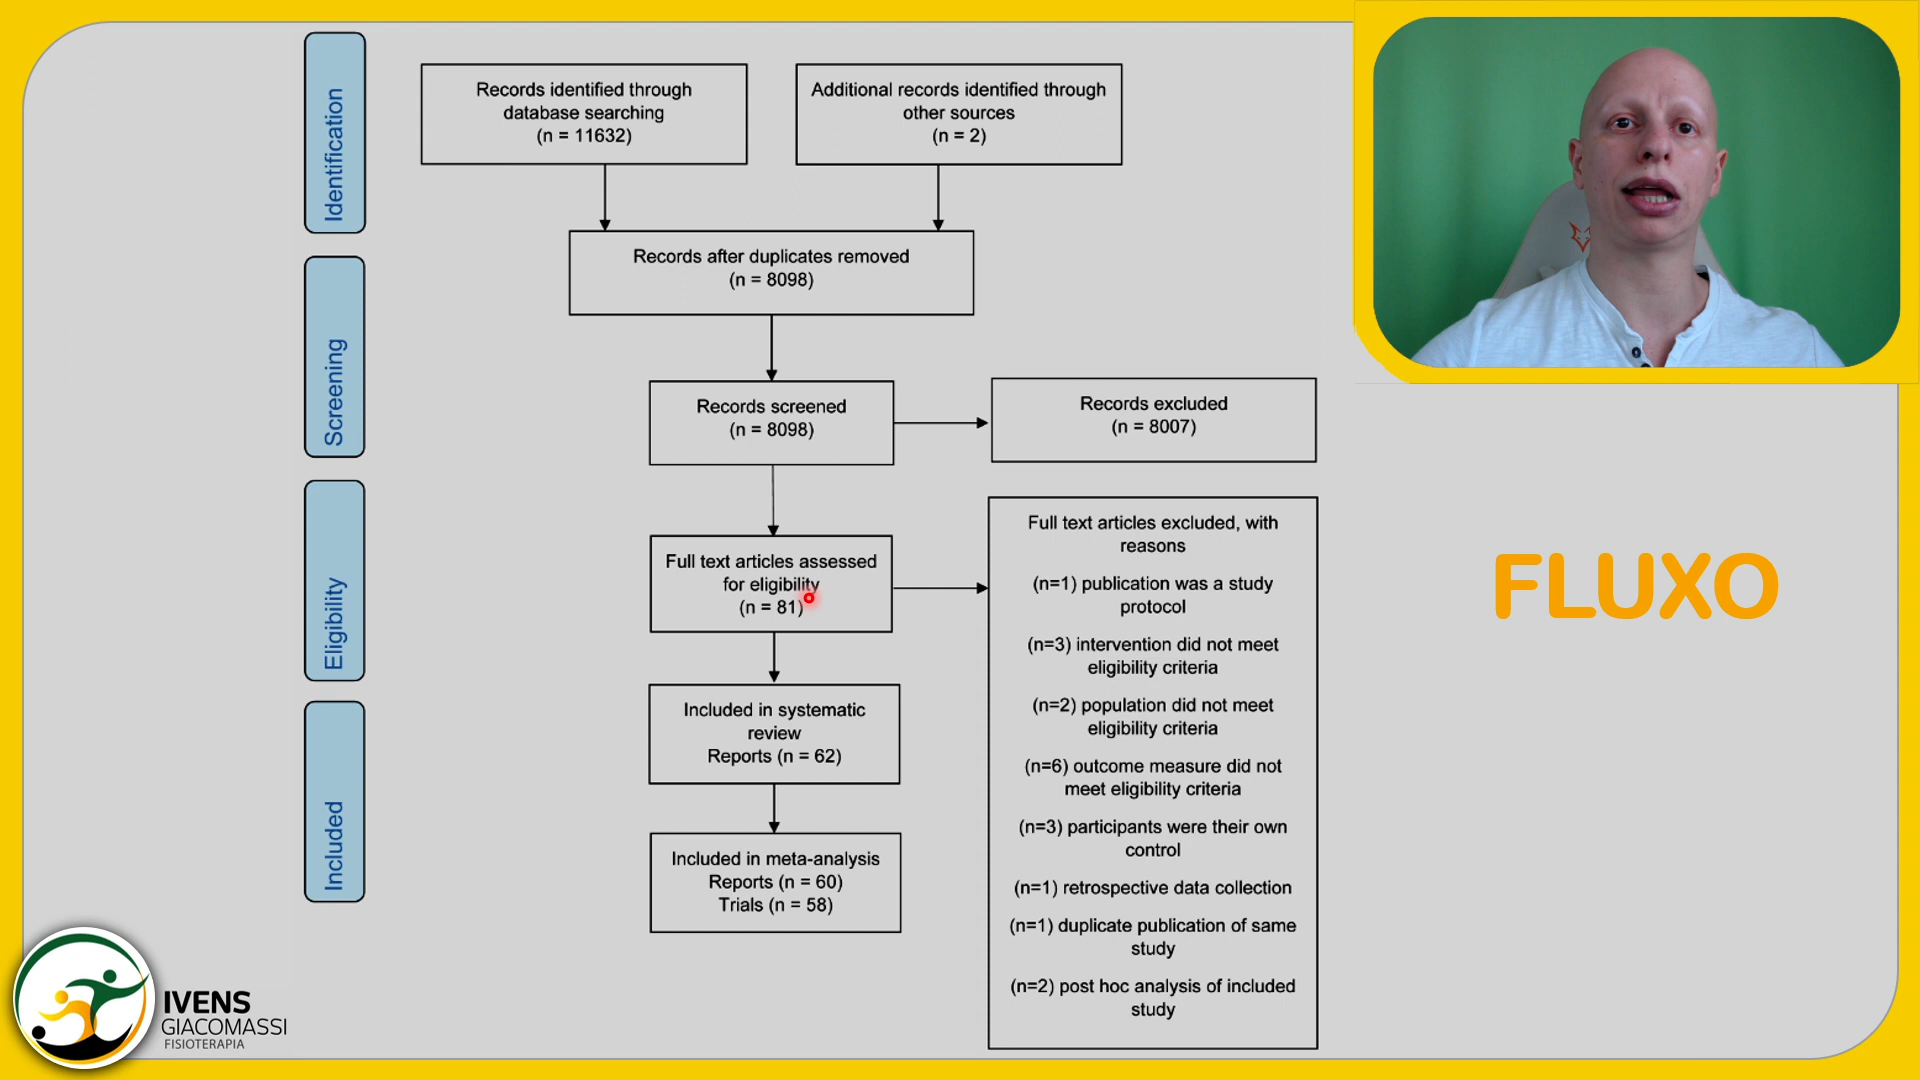 Identification
Records identified through
database searching
(n = 11632)
Additional records identified through
other sources
(n = 2)
Records after duplicates removed
(n = 8098)
Screening
Records screened
(n = 8098)
Records excluded
(n = 8007)
Eligibility
Full text articles assessed
for eligibility
(n = 81)
Full text articles excluded, with
reasons
(n=1) publication was a study
protocol
(n=3) intervention did not meet
eligibility criteria
(n=2) population did not meet
eligibility criteria
(n=6) outcome measure did not
meet eligibility criteria
(n=3) participants were their own
control
(n=1) retrospective data collection
(n=1) duplicate publication of same
study
(n=2) post hoc analysis of included
study
Included in systematic
review
Reports (n = 62)
Included
Included in meta-analysis
Reports (n = 60)
Trials (n = 58)
FLUXO
IVENS
GIACOMASSI
FISIOTERAPIA